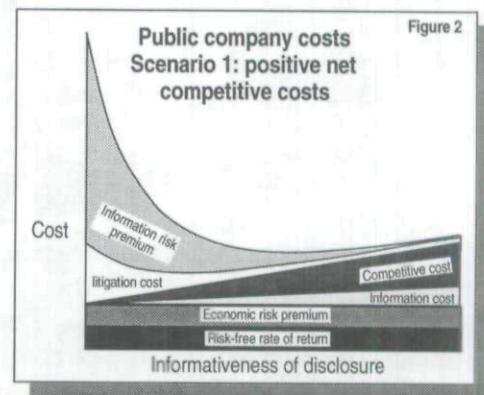 Figure 2
Public company costs
Scenario 1: positive net
competitive costs
Cost
Information risk
premium
litigation cost
Competitive cost
Information cost
Economic risk premium
Risk-free rate of return
Informativeness of disclosure